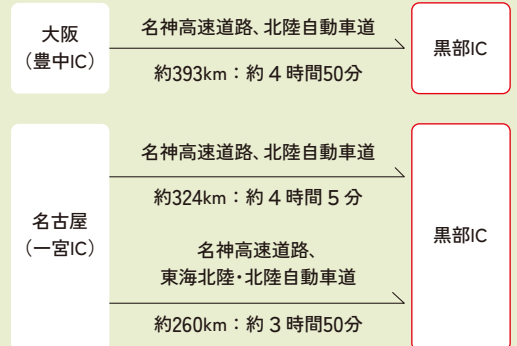 大阪
（豊中IC）
名神高速道路、北陸自動車道
約393km：約４時間50分
黒部IC
名古屋
（一宮IC）
名神高速道路、北陸自動車道
約324km：約４時間５分
名神高速道路、
東海北陸・北陸自動車道
約260km：約３時間50分
黒部IC